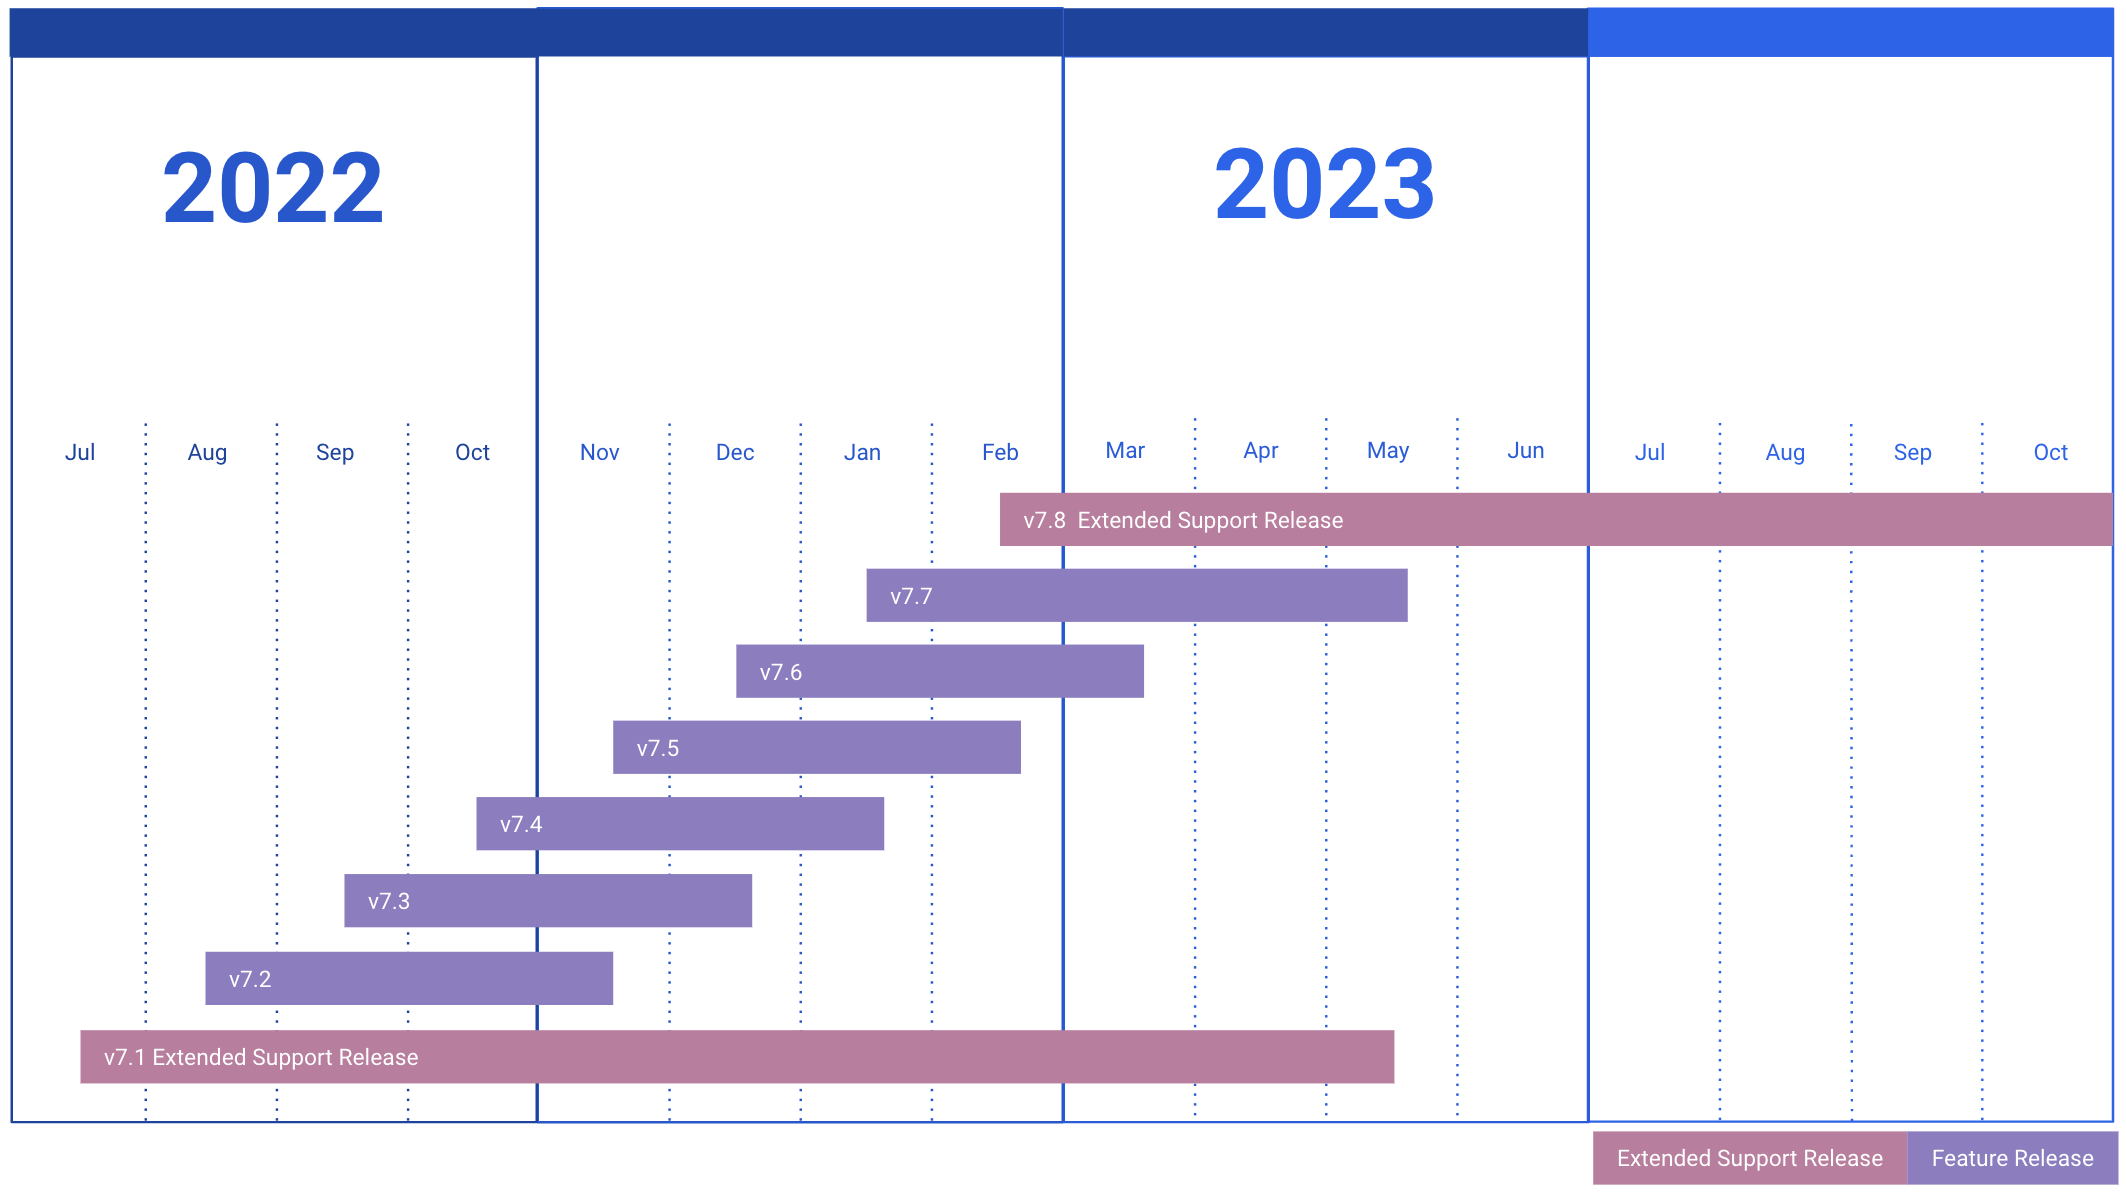 2022
2023
Jul Aug Sep Oct Nov Dec Jan Feb Mar Apr May Jun Jul Aug Sep Oct
v7.8 Extended Support Release
v7.7
v7.6
v7.5
v7.4
v7.3
v7.2
v7.1 Extended Support Release
Extended Support Release Feature Release